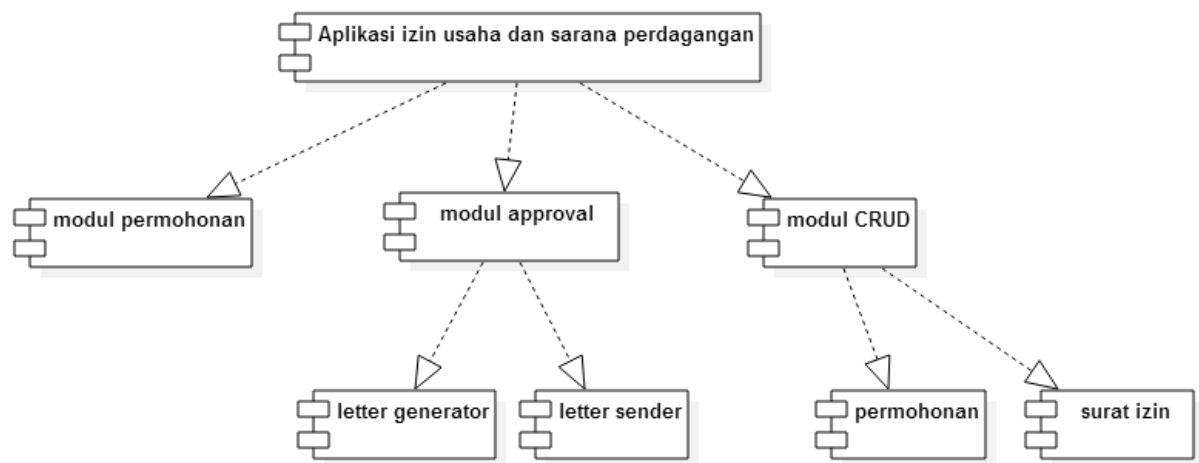 Aplikasi izin usaha dan sarana perdagangan
modul permohonan
modul approval
modul CRUD
letter generator
letter sender
permohonan
surat izin